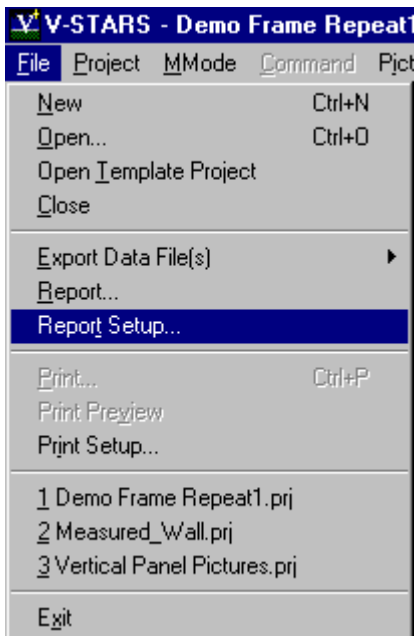 V-STARS - Demo Frame Repeat1
File Project MMode Command Pict
New Ctrl+N
Open... Ctrl+O
Open Template Project
Close
Export Data File(s)
Report...
Report Setup...
Print... Ctrl+P
Print Preview
Print Setup...
1 Demo Frame Repeat1.prj
2 Measured_Wall.prj
3 Vertical Panel Pictures.prj
Exit